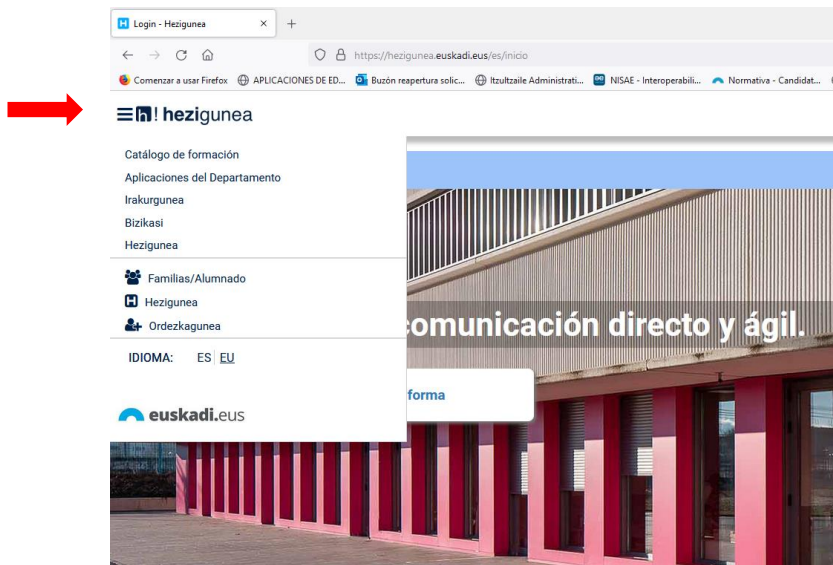 Login - Hezigunea
https://hezigunea.euskadi.eus/es/inicio
Comenzar a usar Firefox APLICACIONES DE ED... Buzón reapertura solic... Itzultzaile Administrati... NISAE - Interoperabili... Normativa - Candidat...
h! hezigunea
Catálogo de formación
Aplicaciones del Departamento
Irakurgunea
Bizikasi
Hezigunea
Familias/Alumnado
H Hezigunea
Ordezkagunea
comunicación directo y ágil.
IDIOMA: ES EU
forma
euskadi.eus